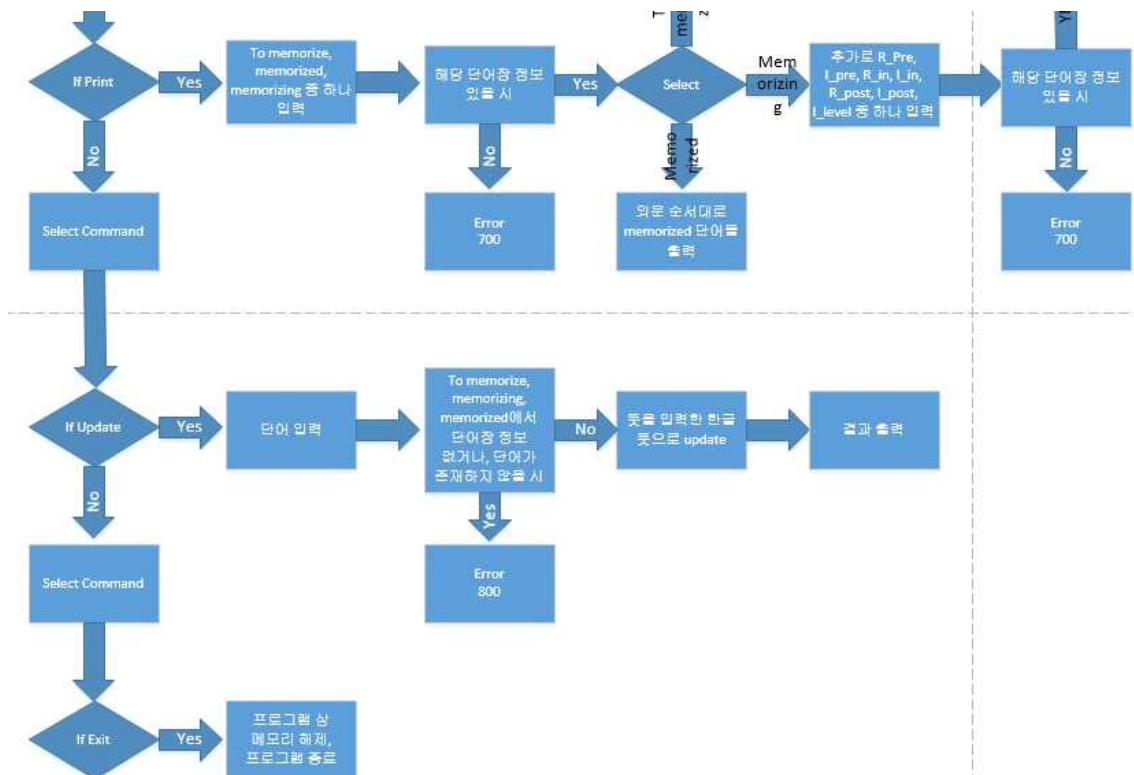 T
me
z
Y
If Print
Yes
To memorize,
memorized,
memorizing 중 하나
입력
해당 단어장 정보
있을 시
Yes
Select
Mem
orizin
g
추가로 R_Pre,
I_pre, R_in, I_in,
R_post, I_post,
I_level 중 하나 입력
해당 단어장 정보
있을 시
No
No
Memo
rized
No
Select Command
Error
700
외운 순서대로
memorized 단어들
출력
Error
700
If Update
Yes
단어 입력
To memorize,
memorizing,
memorized에서
단어장 정보
없거나, 단어가
존재하지 않을 시
No
뜻을 입력한 한글
뜻으로 update
결과 출력
No
Yes
Select Command
Error
800
If Exit
Yes
프로그램 상
메모리 해제,
프로그램 종료